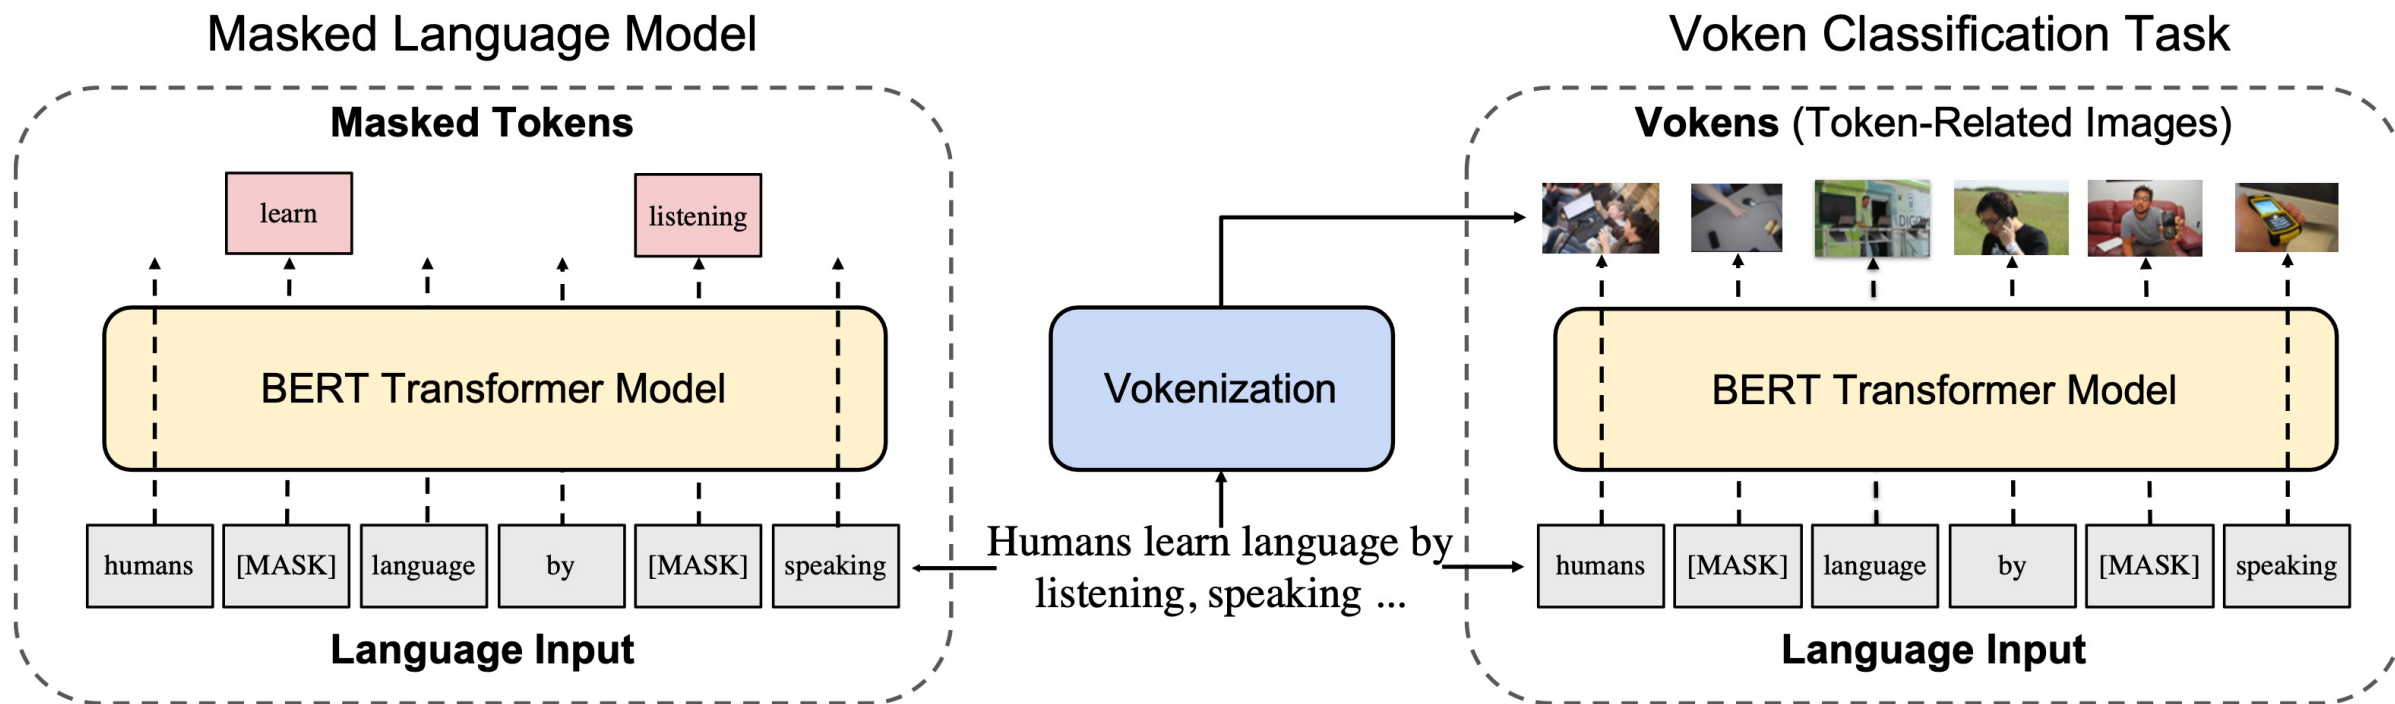 Masked Language Model
Masked Tokens
learn
listening
BERT Transformer Model
humans
[MASK]
language
by
[MASK]
speaking
Language Input
Vokenization
Humans learn language by
listening, speaking ...
Voken Classification Task
Vokens (Token-Related Images)
DIGI
BERT Transformer Model
humans
[MASK]
language
by
[MASK]
speaking
Language Input